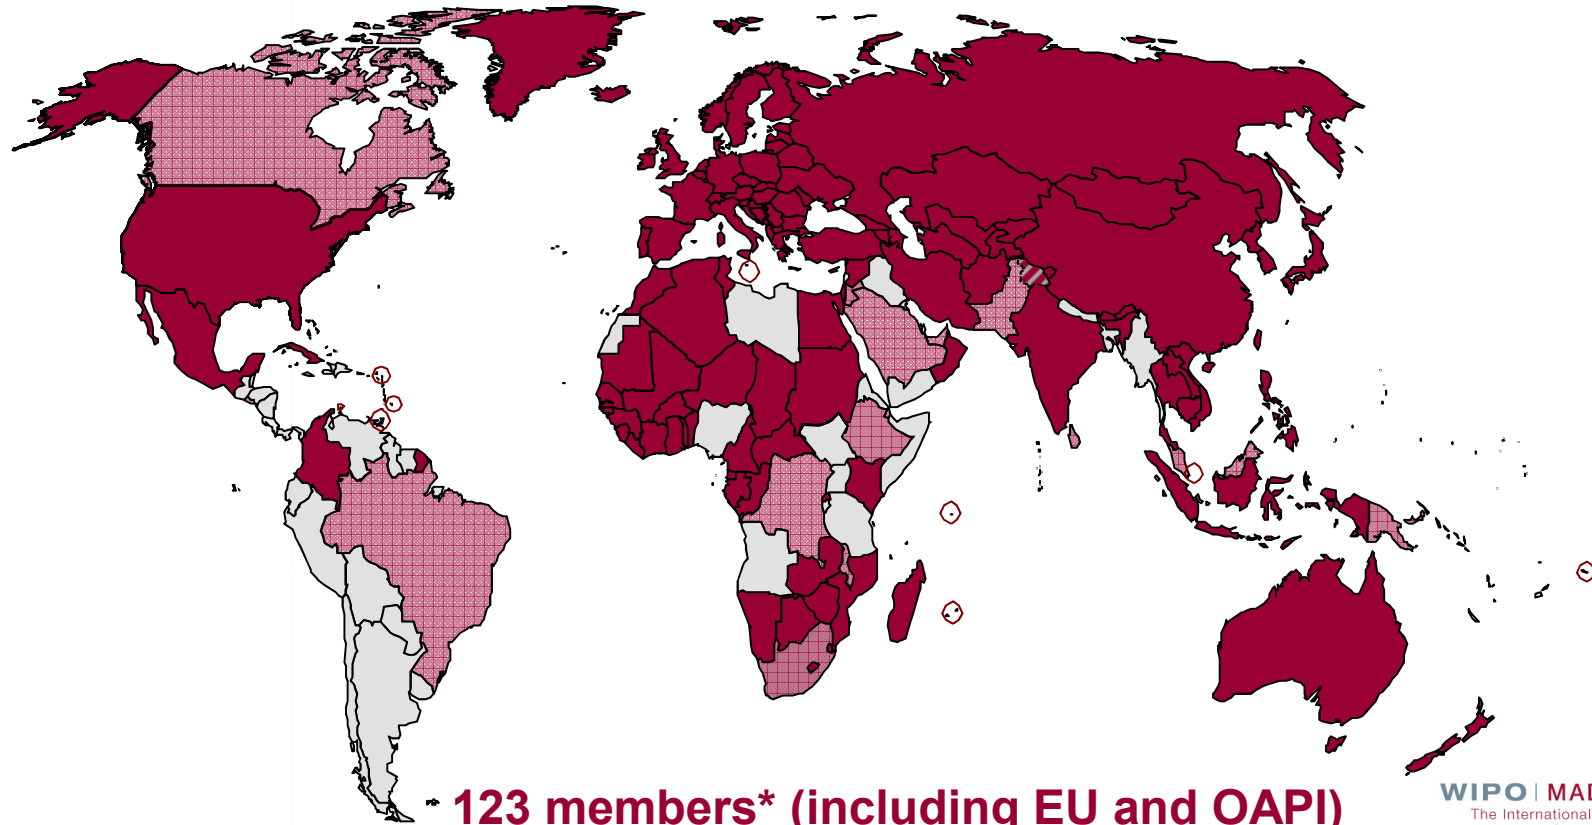 123 members* (including EU and OAPI)
WIPO | MAD
The International